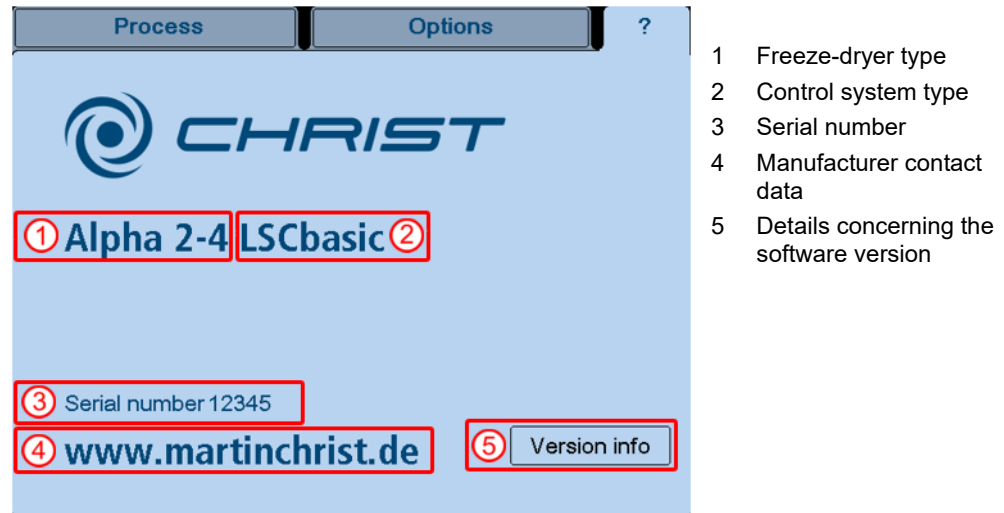 Process Options ?
CHRIST
1 Alpha 2-4 LSCbasic 2
3 Serial number 12345
4 www.martinchrist.de 5 Version info
1 Freeze-dryer type
2 Control system type
3 Serial number
4 Manufacturer contact
data
5 Details concerning the
software version